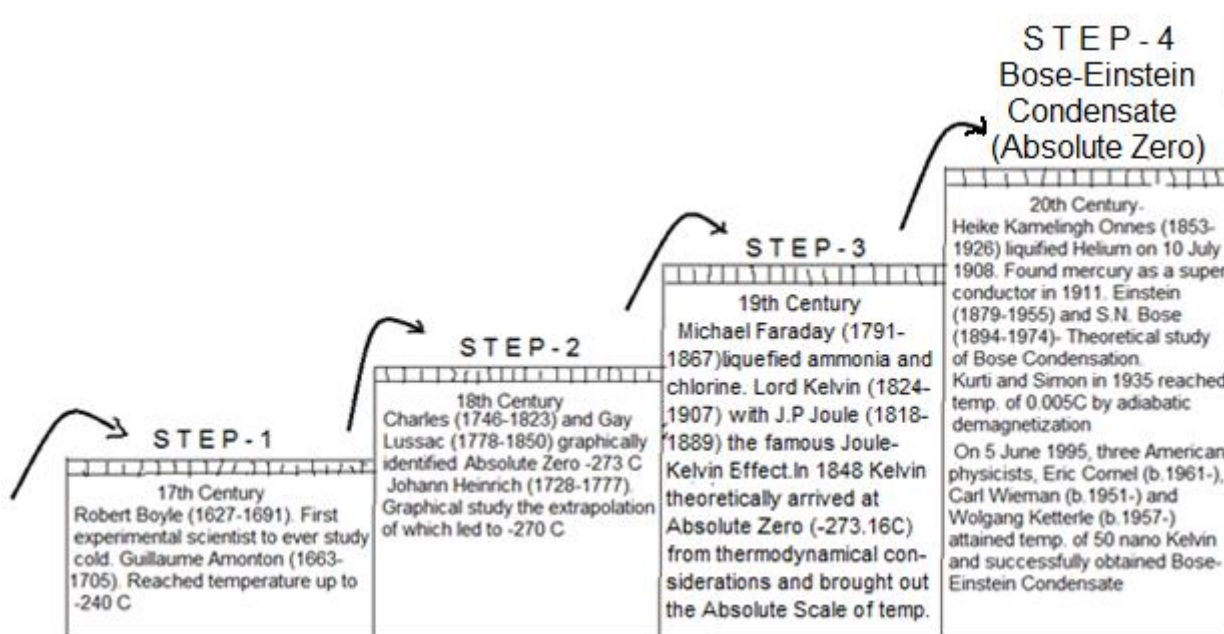 STEP-1
17th Century
Robert Boyle (1627-1691). First
experimental scientist to ever study
cold. Guillaume Amonton (1663-
1705). Reached temperature up to
-240 C
STEP-2
18th Century
Charles (1746-1823) and Gay
Lussac (1778-1850) graphically
identified Absolute Zero -273 C
Johann Heinrich (1728-1777).
Graphical study the extrapolation
of which led to -270 C
STEP-3
19th Century
Michael Faraday (1791-
1867)liquefied ammonia and
chlorine. Lord Kelvin (1824-
1907) with J.P Joule (1818-
1889) the famous Joule-
Kelvin Effect.In 1848 Kelvin
theoretically arrived at
Absolute Zero (-273.16C)
from thermodynamical con-
siderations and brought out
the Absolute Scale of temp.
STEP-4
Bose-Einstein
Condensate
(Absolute Zero)
20th Century-
Heike Kamelingh Onnes (1853-
1926) liquified Helium on 10 July
1908. Found mercury as a super
conductor in 1911. Einstein
(1879-1955) and S.N. Bose
(1894-1974)- Theoretical study
of Bose Condensation.
Kurti and Simon in 1935 reached
temp. of 0.005C by adiabatic
demagnetization
On 5 June 1995, three American
physicists, Eric Cornel (b.1961-),
Carl Wieman (b.1951-) and
Wolgang Ketterle (b.1957-)
attained temp. of 50 nano Kelvin
and successfully obtained Bose-
Einstein Condensate